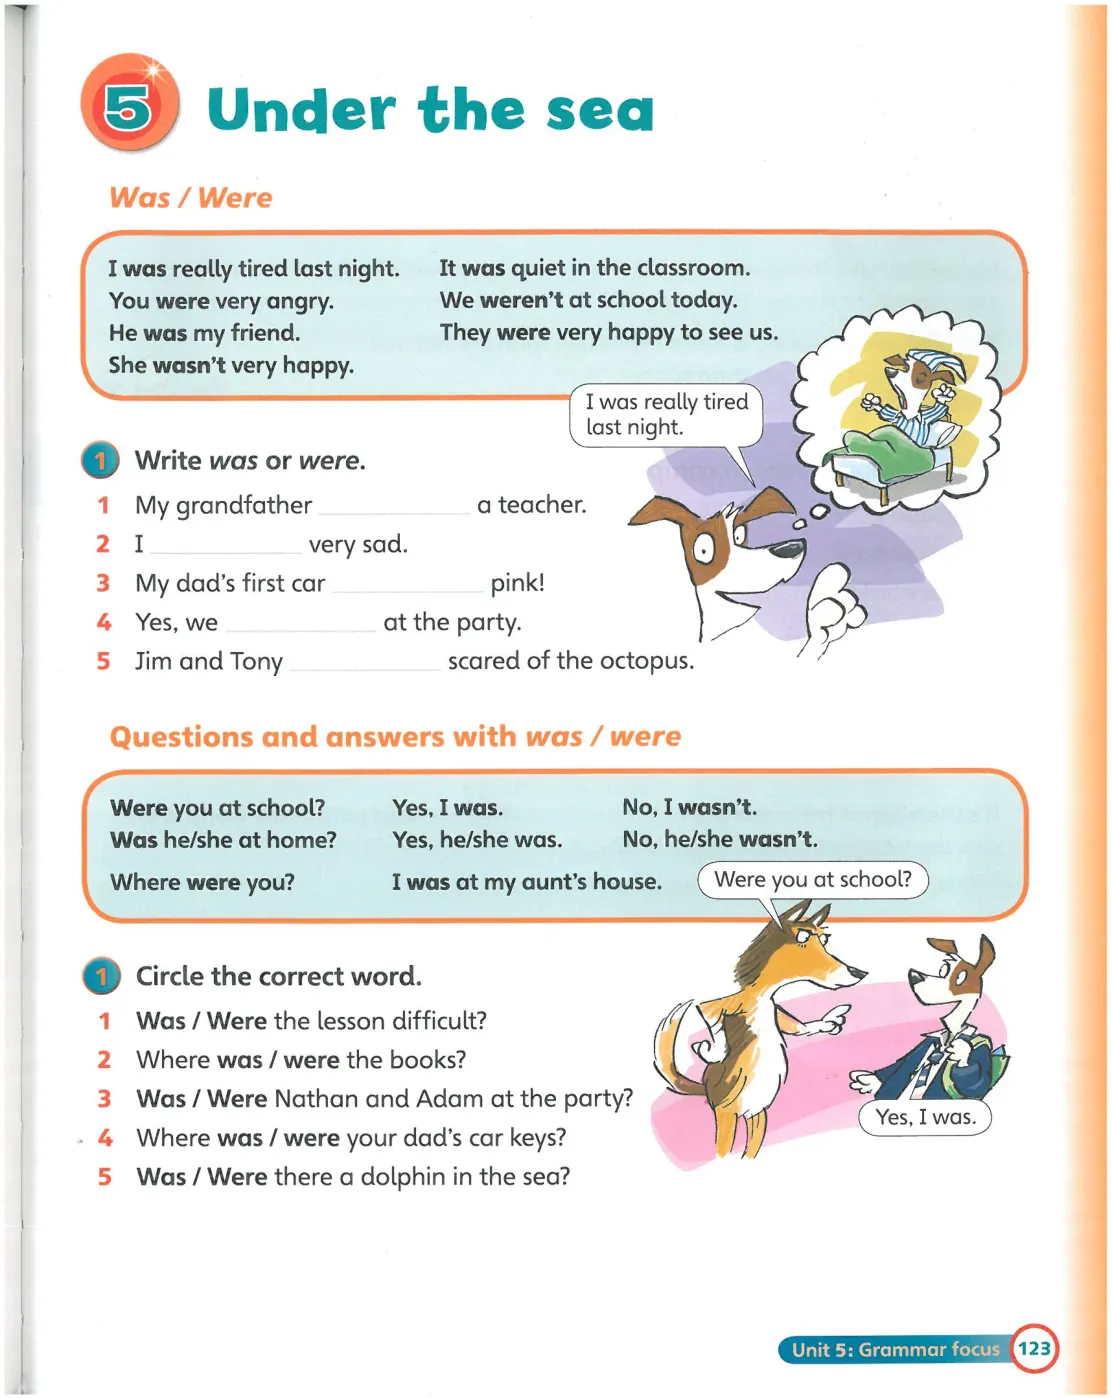 5 Under the sea
Was / Were
I was really tired last night. It was quiet in the classroom.
You were very angry. We weren't at school today.
He was my friend. They were very happy to see us.
She wasn't very happy.
I was really tired
last night.
1 Write was or were.
1 My grandfather ____________ a teacher.
2 I ____________ very sad.
3 My dad's first car ____________ pink!
4 Yes, we ____________ at the party.
5 Jim and Tony ____________ scared of the octopus.
Questions and answers with was / were
Were you at school? Yes, I was. No, I wasn't.
Was he/she at home? Yes, he/she was. No, he/she wasn't.
Where were you? I was at my aunt's house.
Were you at school?
1 Circle the correct word.
1 Was / Were the lesson difficult?
2 Where was / were the books?
3 Was / Were Nathan and Adam at the party?
4 Where was / were your dad's car keys?
5 Was / Were there a dolphin in the sea?
Yes, I was.
Unit 5: Grammar focus 123